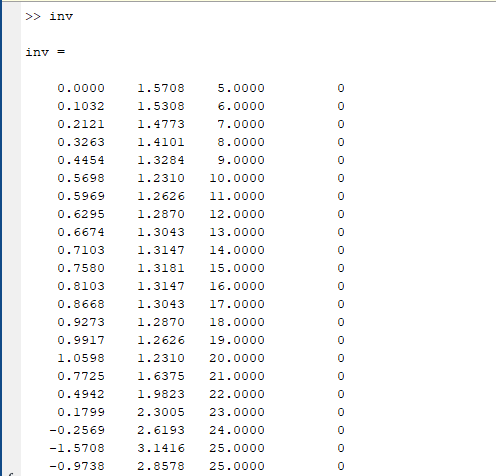 >> inv
inv =
0.0000 1.5708 5.0000 0
0.1032 1.5308 6.0000 0
0.2121 1.4773 7.0000 0
0.3263 1.4101 8.0000 0
0.4454 1.3284 9.0000 0
0.5698 1.2310 10.0000 0
0.5969 1.2626 11.0000 0
0.6295 1.2870 12.0000 0
0.6674 1.3043 13.0000 0
0.7103 1.3147 14.0000 0
0.7580 1.3181 15.0000 0
0.8103 1.3147 16.0000 0
0.8668 1.3043 17.0000 0
0.9273 1.2870 18.0000 0
0.9917 1.2626 19.0000 0
1.0598 1.2310 20.0000 0
0.7725 1.6375 21.0000 0
0.4942 1.9823 22.0000 0
0.1799 2.3005 23.0000 0
-0.2569 2.6193 24.0000 0
-1.5708 3.1416 25.0000 0
-0.9738 2.8578 25.0000 0